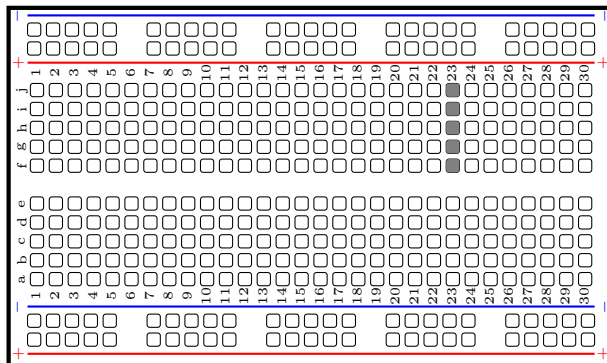 − −
+ 1 2 3 4 5 6 7 8 9 10 11 12 13 14 15 16 17 18 19 20 21 22 23 24 25 26 27 28 29 30 +
j
i
h
g
f
e
d
c
b
a
1 2 3 4 5 6 7 8 9 10 11 12 13 14 15 16 17 18 19 20 21 22 23 24 25 26 27 28 29 30
− −
+ +